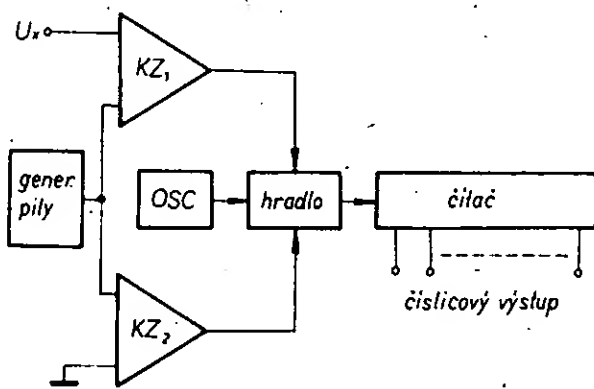 Uₓ
KZ₁
gener.
pily
OSC
hradlo
čítač
KZ₂
číslicový výstup